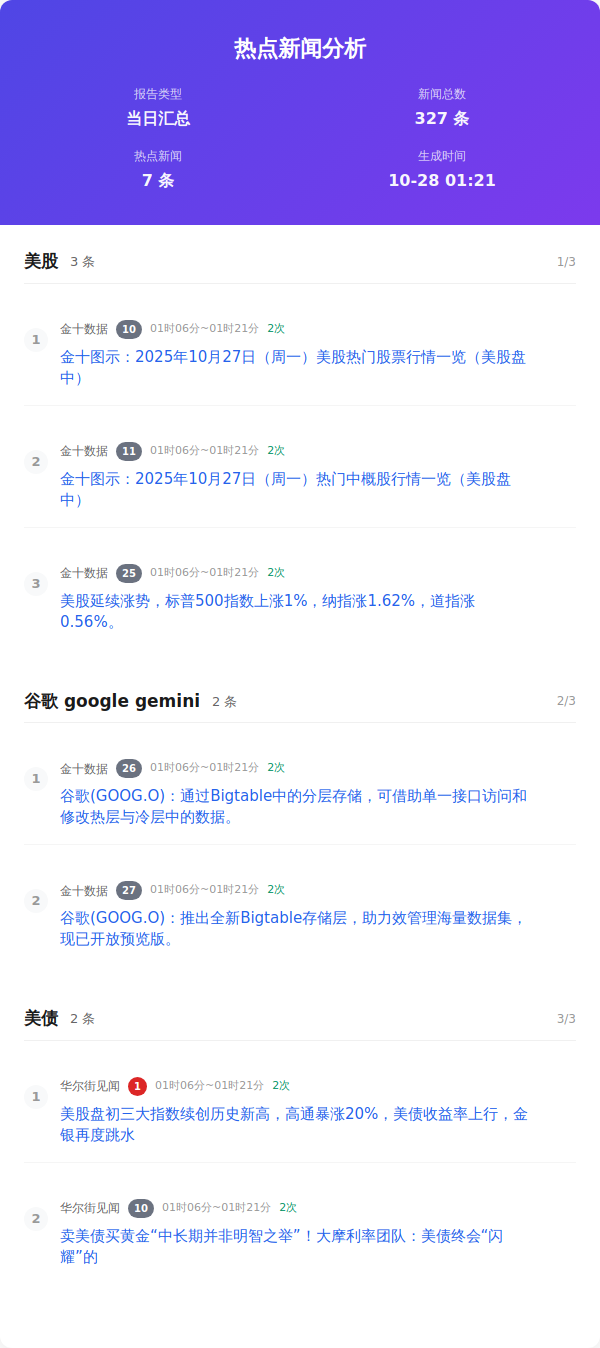 热点新闻分析
报告类型
新闻总数
当日汇总
327 条
热点新闻
生成时间
7 条
10-28 01:21
美股 3 条 1/3
1
金十数据 10 01时06分~01时21分 2次
金十图示：2025年10月27日（周一）美股热门股票行情一览（美股盘
中）
2
金十数据 11 01时06分~01时21分 2次
金十图示：2025年10月27日（周一）热门中概股行情一览（美股盘
中）
3
金十数据 25 01时06分~01时21分 2次
美股延续涨势，标普500指数上涨1%，纳指涨1.62%，道指涨
0.56%。
谷歌 google gemini 2 条 2/3
1
金十数据 26 01时06分~01时21分 2次
谷歌(GOOG.O)：通过Bigtable中的分层存储，可借助单一接口访问和
修改热层与冷层中的数据。
2
金十数据 27 01时06分~01时21分 2次
谷歌(GOOG.O)：推出全新Bigtable存储层，助力效管理海量数据集，
现已开放预览版。
美债 2 条 3/3
1
华尔街见闻 1 01时06分~01时21分 2次
美股盘初三大指数续创历史新高，高通暴涨20%，美债收益率上行，金
银再度跳水
2
华尔街见闻 10 01时06分~01时21分 2次
卖美债买黄金“中长期并非明智之举”！大摩利率团队：美债终会“闪
耀”的